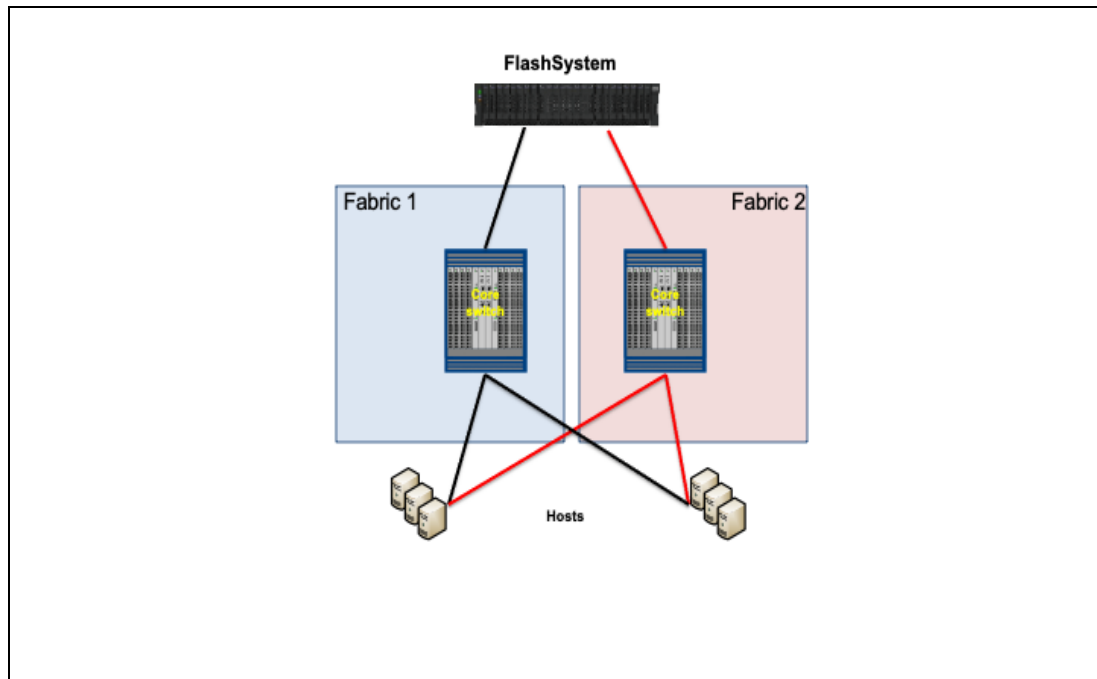 FlashSystem
Fabric 1
Fabric 2
Core
switch
Core
switch
Hosts